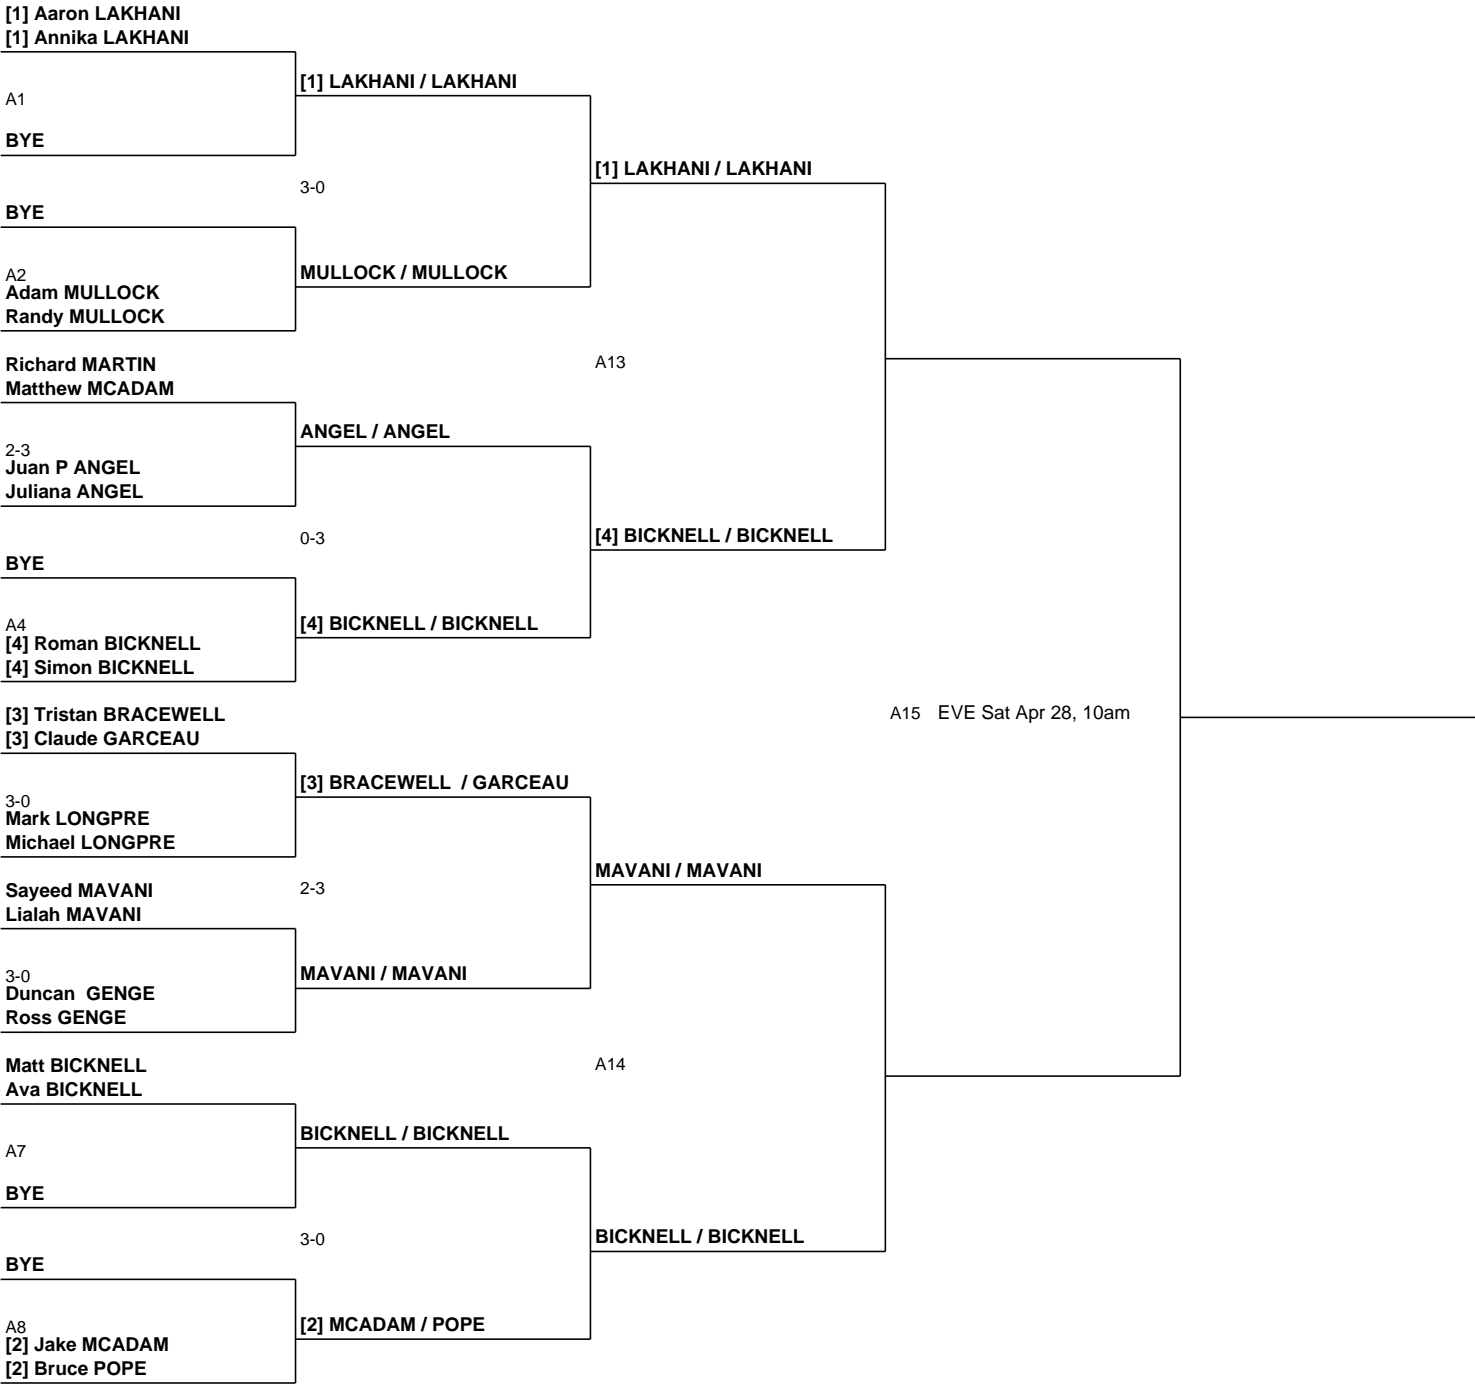 [1] Aaron LAKHANI
[1] Annika LAKHANI
[1] LAKHANI / LAKHANI
A1
BYE
[1] LAKHANI / LAKHANI
3-0
BYE
A2
MULLOCK / MULLOCK
Adam MULLOCK
Randy MULLOCK
Richard MARTIN
A13
Matthew MCADAM
ANGEL / ANGEL
2-3
Juan P ANGEL
Juliana ANGEL
0-3
[4] BICKNELL / BICKNELL
BYE
A4
[4] BICKNELL / BICKNELL
[4] Roman BICKNELL
[4] Simon BICKNELL
[3] Tristan BRACEWELL
A15 EVE Sat Apr 28, 10am
[3] Claude GARCEAU
[3] BRACEWELL / GARCEAU
3-0
Mark LONGPRE
Michael LONGPRE
MAVANI / MAVANI
Sayeed MAVANI
2-3
Lialah MAVANI
3-0
MAVANI / MAVANI
Duncan GENGE
Ross GENGE
Matt BICKNELL
A14
Ava BICKNELL
BICKNELL / BICKNELL
A7
BYE
3-0
BICKNELL / BICKNELL
BYE
A8
[2] MCADAM / POPE
[2] Jake MCADAM
[2] Bruce POPE